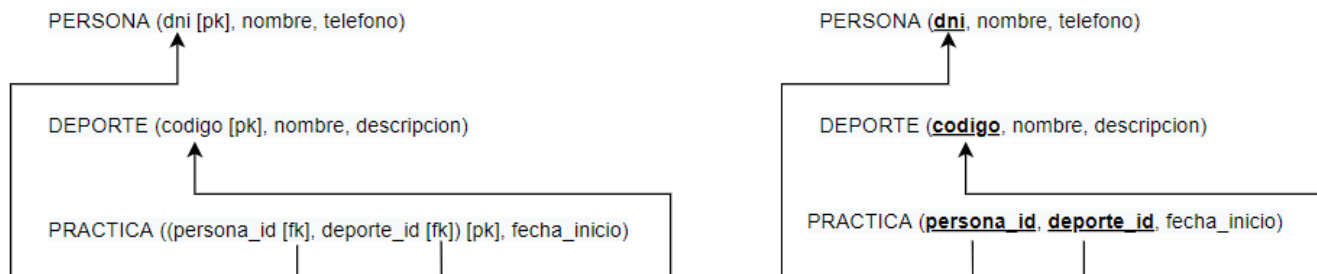 PERSONA (dni [pk], nombre, telefono)
DEPORTE (codigo [pk], nombre, descripcion)
PRACTICA ((persona_id [fk], deporte_id [fk]) [pk], fecha_inicio)
PERSONA (dni, nombre, telefono)
DEPORTE (codigo, nombre, descripcion)
PRACTICA (persona_id, deporte_id, fecha_inicio)